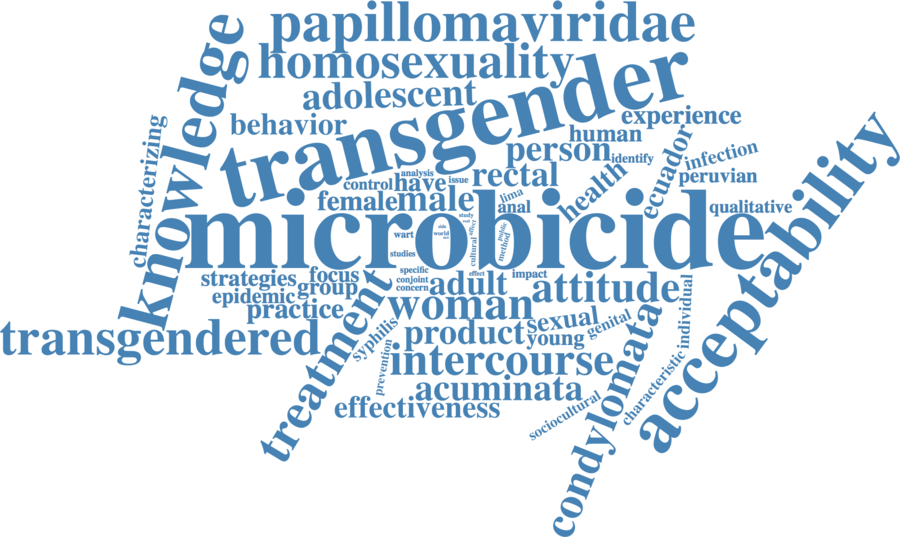 papillomaviridae
homosexuality
adolescent
transgender
knowledge
behavior
experience
human
person
identify
characterizing
analysis
issue
control
have
rectal
health
ecuador
infection
peruvian
female
male
lima
anal
qualitative
microbicide
study
wart
world
cultural
method
studies
acceptability
strategies
focus
specific
conjoint
concern
effect
impact
epidemic
group
adult
attitude
individual
practice
woman
transgendered
treatment
syphilis
product
sexual
young
genital
prevention
intercourse
acuminata
condylomata
characteristic
effectiveness
sociocultural